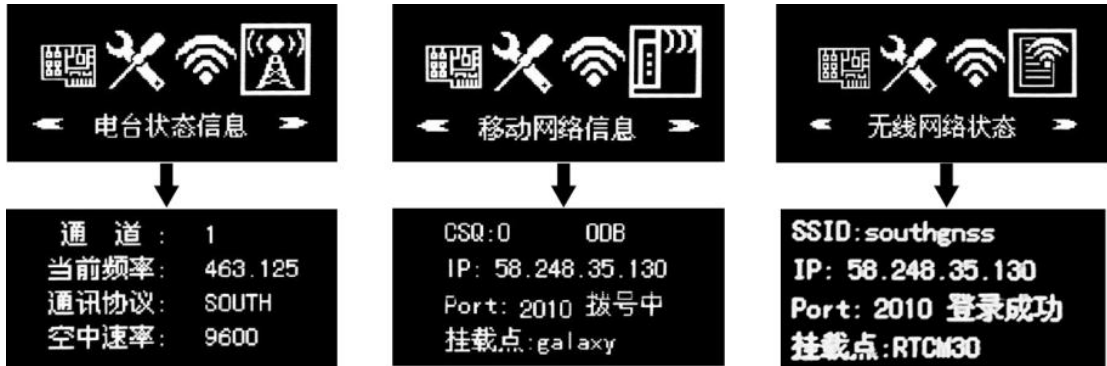 电台状态信息
通 道: 1
当前频率: 463.125
通讯协议: SOUTH
空中速率: 9600
移动网络信息
CSQ:0 0DB
IP: 58.248.35.130
Port: 2010 拨号中
挂载点:galaxy
无线网络状态
SSID:southgnss
IP: 58.248.35.130
Port: 2010 登录成功
挂载点:RTCM30